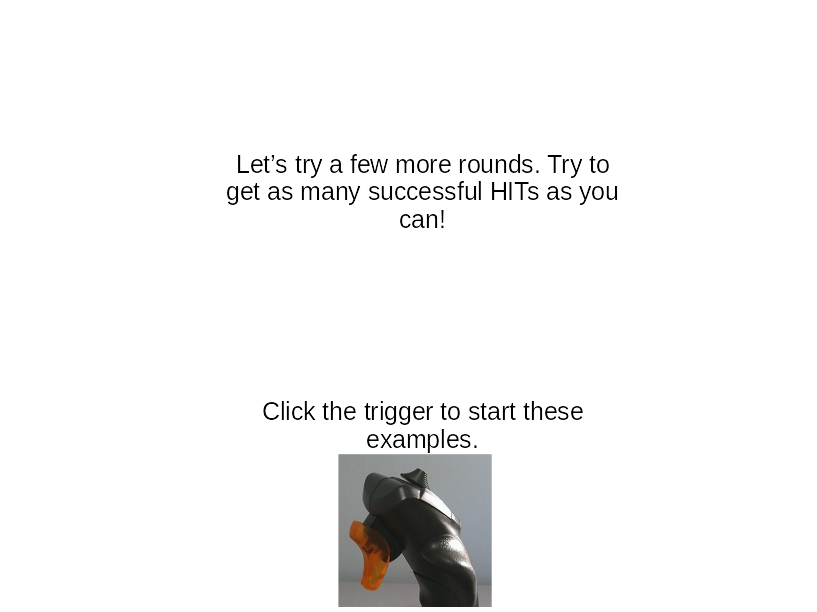 Let’s try a few more rounds. Try to
get as many successful HITs as you
can!
Click the trigger to start these
examples.